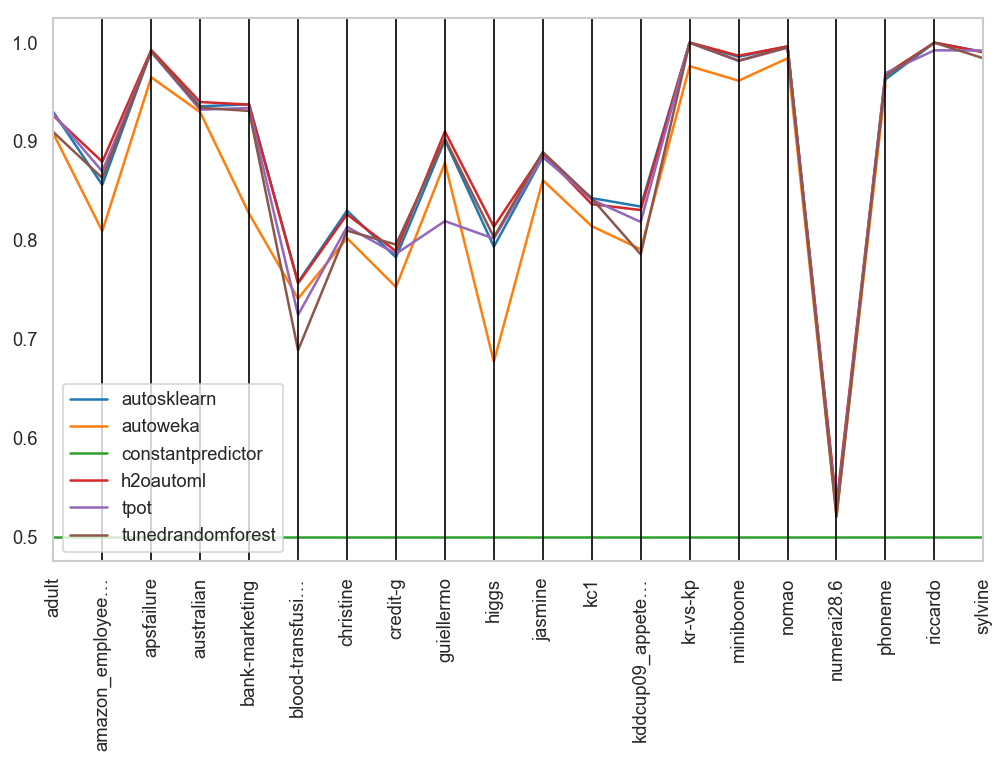 1.0
0.9
0.8
0.7
0.6
0.5
autosklearn
autoweka
constantpredictor
h2oautoml
tpot
tunedrandomforest
adult
amazon_employee...
apsfailure
australian
bank-marketing
blood-transfusi...
christine
credit-g
guiellermo
higgs
jasmine
kc1
kddcup09_appete...
kr-vs-kp
miniboone
nomao
numerai28.6
phoneme
riccardo
sylvine